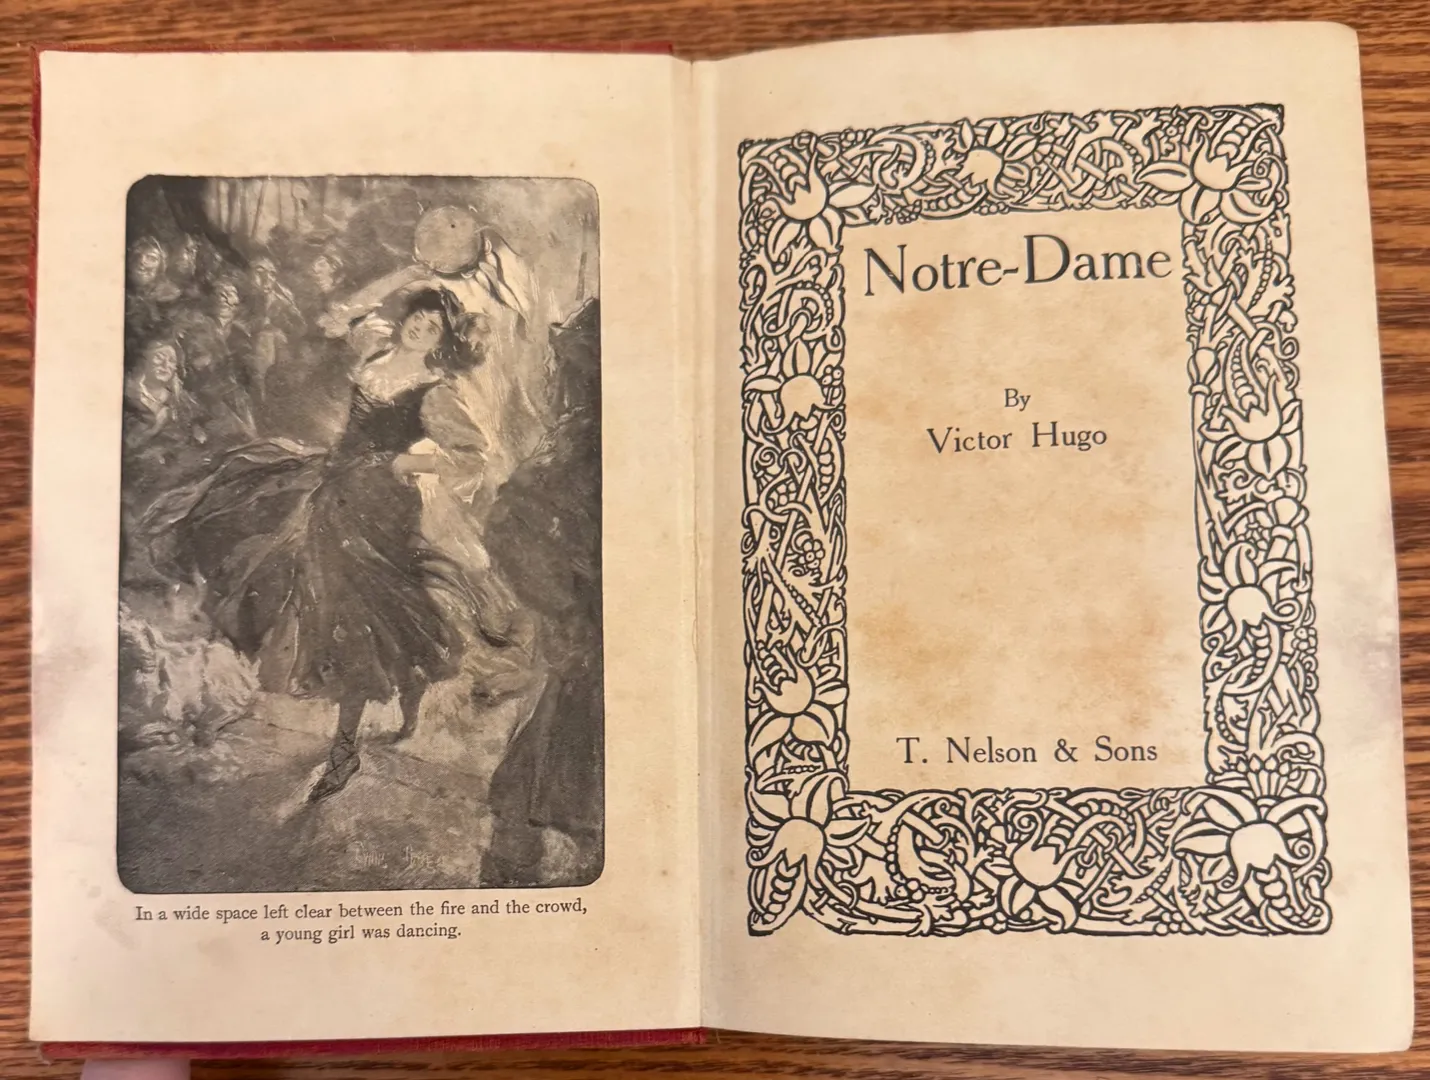 In a wide space left clear between the fire and the crowd,
a young girl was dancing.
Notre-Dame
By
Victor Hugo
T. Nelson & Sons